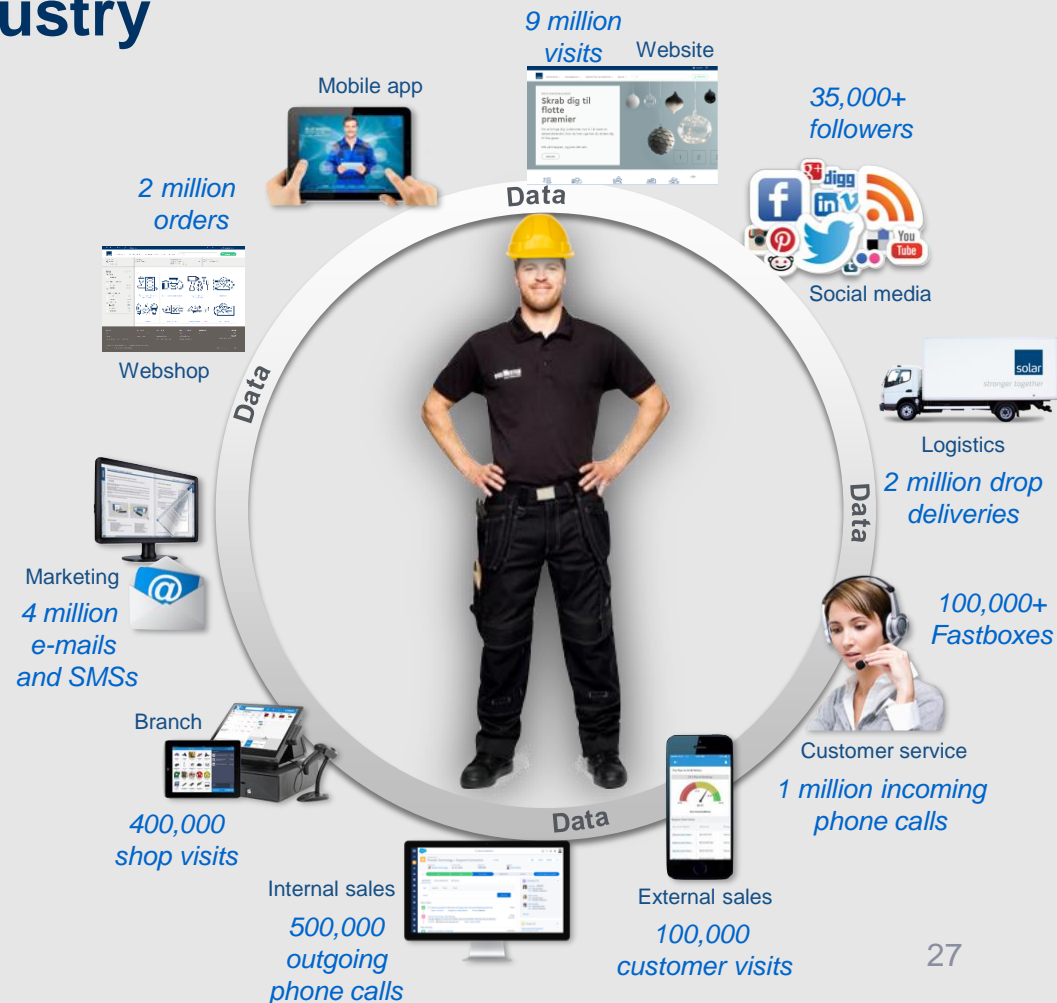 ustry
9 million
visits
Website
Mobile app
Skrab dig til
flotte
præmier
35,000+
followers
2 million
orders
Data
digg
in
You
Tube
Social media
Webshop
Data
solar
stronger together
Logistics
2 million drop
deliveries
Data
Marketing
4 million
e-mails
and SMSs
100,000+
Fastboxes
Branch
400,000
shop visits
Customer service
1 million incoming
phone calls
Data
Internal sales
500,000
outgoing
phone calls
External sales
100,000
customer visits
27